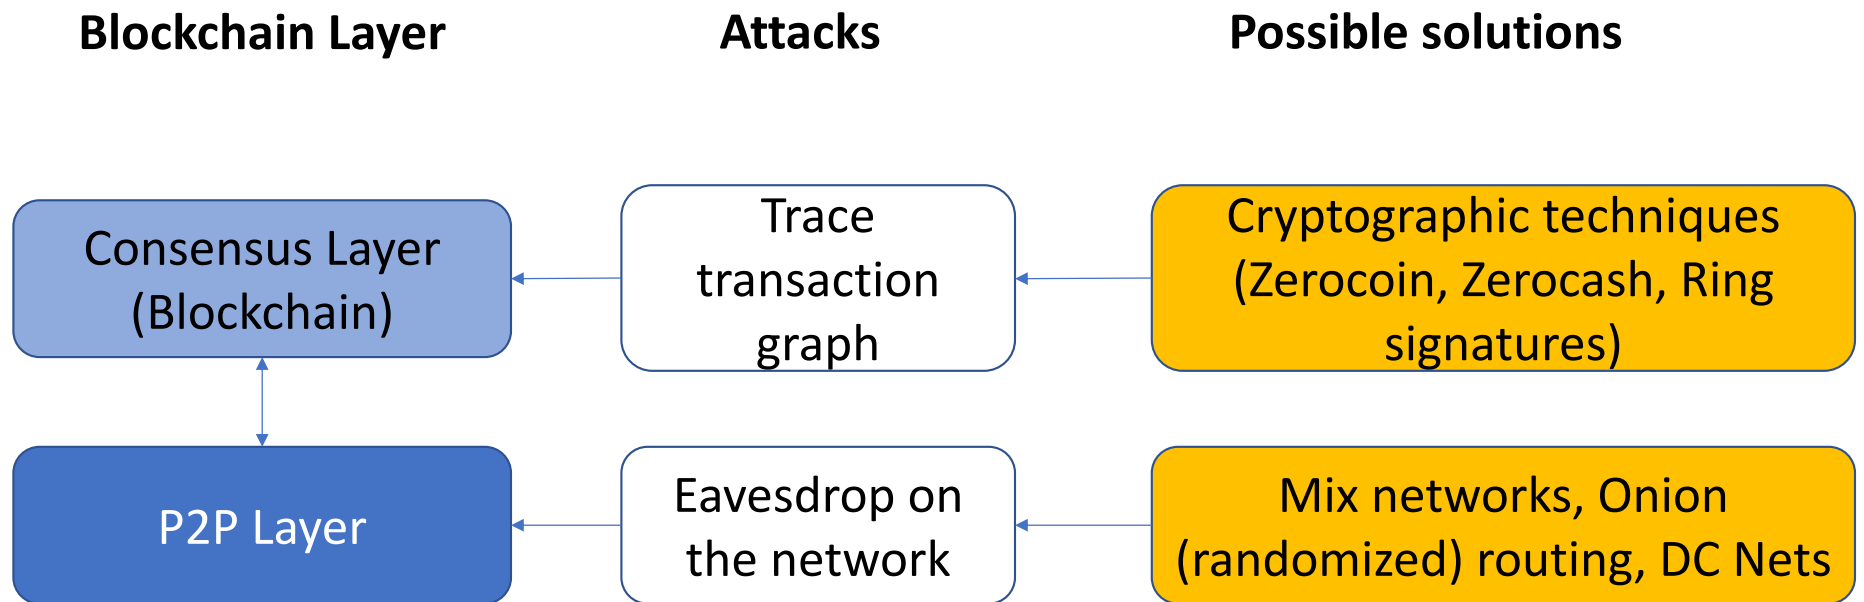 Blockchain Layer
Attacks
Possible solutions
Consensus Layer
(Blockchain)
Trace
transaction
graph
Cryptographic techniques
(Zerocoin, Zerocash, Ring
signatures)
P2P Layer
Eavesdrop on
the network
Mix networks, Onion
(randomized) routing, DC Nets